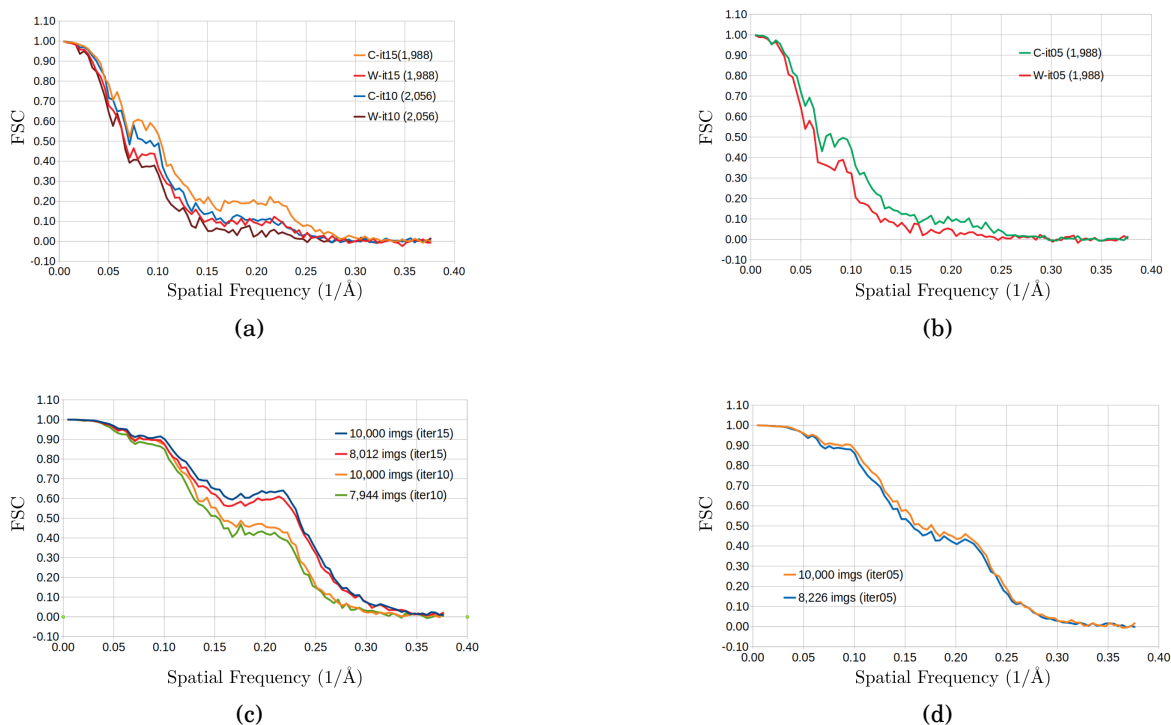 1.10
1.00
0.90
0.80
0.70
0.60
0.50
0.40
0.30
0.20
0.10
0.00
-0.10
FSC
C-it15(1,988)
W-it15 (1,988)
C-it10 (2,056)
W-it10 (2,056)
0.00 0.05 0.10 0.15 0.20 0.25 0.30 0.35 0.40
Spatial Frequency (1/Å)
(a)
1.10
1.00
0.90
0.80
0.70
0.60
0.50
0.40
0.30
0.20
0.10
0.00
-0.10
FSC
C-it05 (1,988)
W-it05 (1,988)
0.00 0.05 0.10 0.15 0.20 0.25 0.30 0.35 0.40
Spatial Frequency (1/Å)
(b)
1.10
1.00
0.90
0.80
0.70
0.60
0.50
0.40
0.30
0.20
0.10
0.00
-0.10
FSC
10,000 imgs (iter15)
8,012 imgs (iter15)
10,000 imgs (iter10)
7,944 imgs (iter10)
0.00 0.05 0.10 0.15 0.20 0.25 0.30 0.35 0.40
Spatial Frequency (1/Å)
(c)
1.10
1.00
0.90
0.80
0.70
0.60
0.50
0.40
0.30
0.20
0.10
0.00
-0.10
FSC
10,000 imgs (iter05)
8,226 imgs (iter05)
0.00 0.05 0.10 0.15 0.20 0.25 0.30 0.35 0.40
Spatial Frequency (1/Å)
(d)